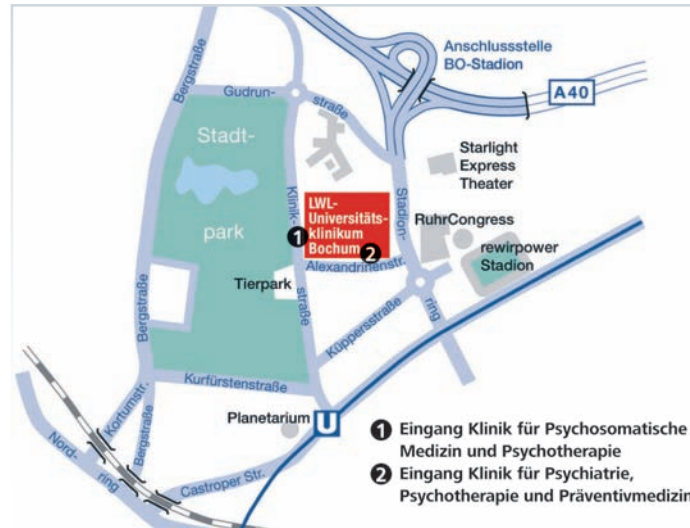 Bergstraße
Gudrun-
straße
Anschlussstelle
BO-Stadion
A40
Stadt-
park
Klinik-
straße
LWL-
Universitäts-
klinikum
Bochum
1
2
Stadion-
ring
Starlight
Express
Theater
RuhrCongress
rewirpower
Stadion
Alexandrinenstr.
Tierpark
Bergstraße
Küppersstraße
Kurfürstenstraße
Kortumstr.
Bergstraße
Planetarium
U
Nord-
ring
Castroper Str.
1 Eingang Klinik für Psychosomatische
Medizin und Psychotherapie
2 Eingang Klinik für Psychiatrie,
Psychotherapie und Präventivmedizin